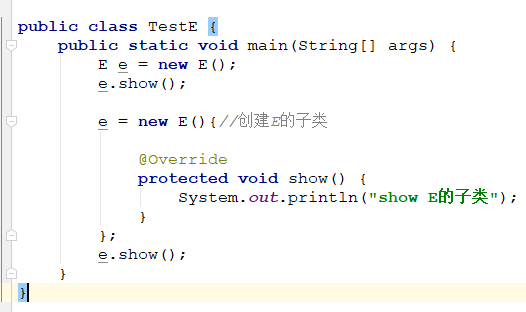 public class TestE {
public static void main(String[] args) {
E e = new E();
e.show();
e = new E(){//创建E的子类
@Override
protected void show() {
System.out.println("show E的子类");
}
};
e.show();
}
}